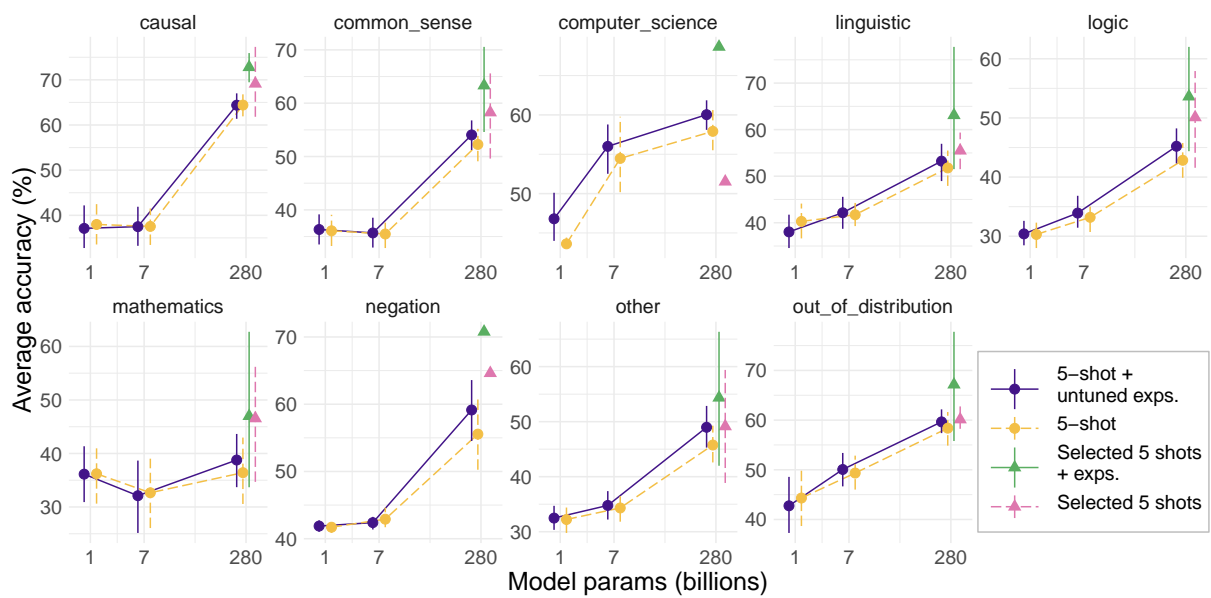 causal common_sense computer_science linguistic logic
Average accuracy (%)
70
60
50
40
1 7 280
70
60
50
40
1 7 280
60
50
1 7 280
80
70
60
50
40
1 7 280
60
50
40
30
1 7 280
mathematics negation other out_of_distribution
60
50
40
30
1 7 280
70
60
50
40
1 7 280
60
50
40
30
1 7 280
70
60
50
40
1 7 280
Model params (billions)
5−shot +
untuned exps.
5−shot
Selected 5 shots
+ exps.
Selected 5 shots